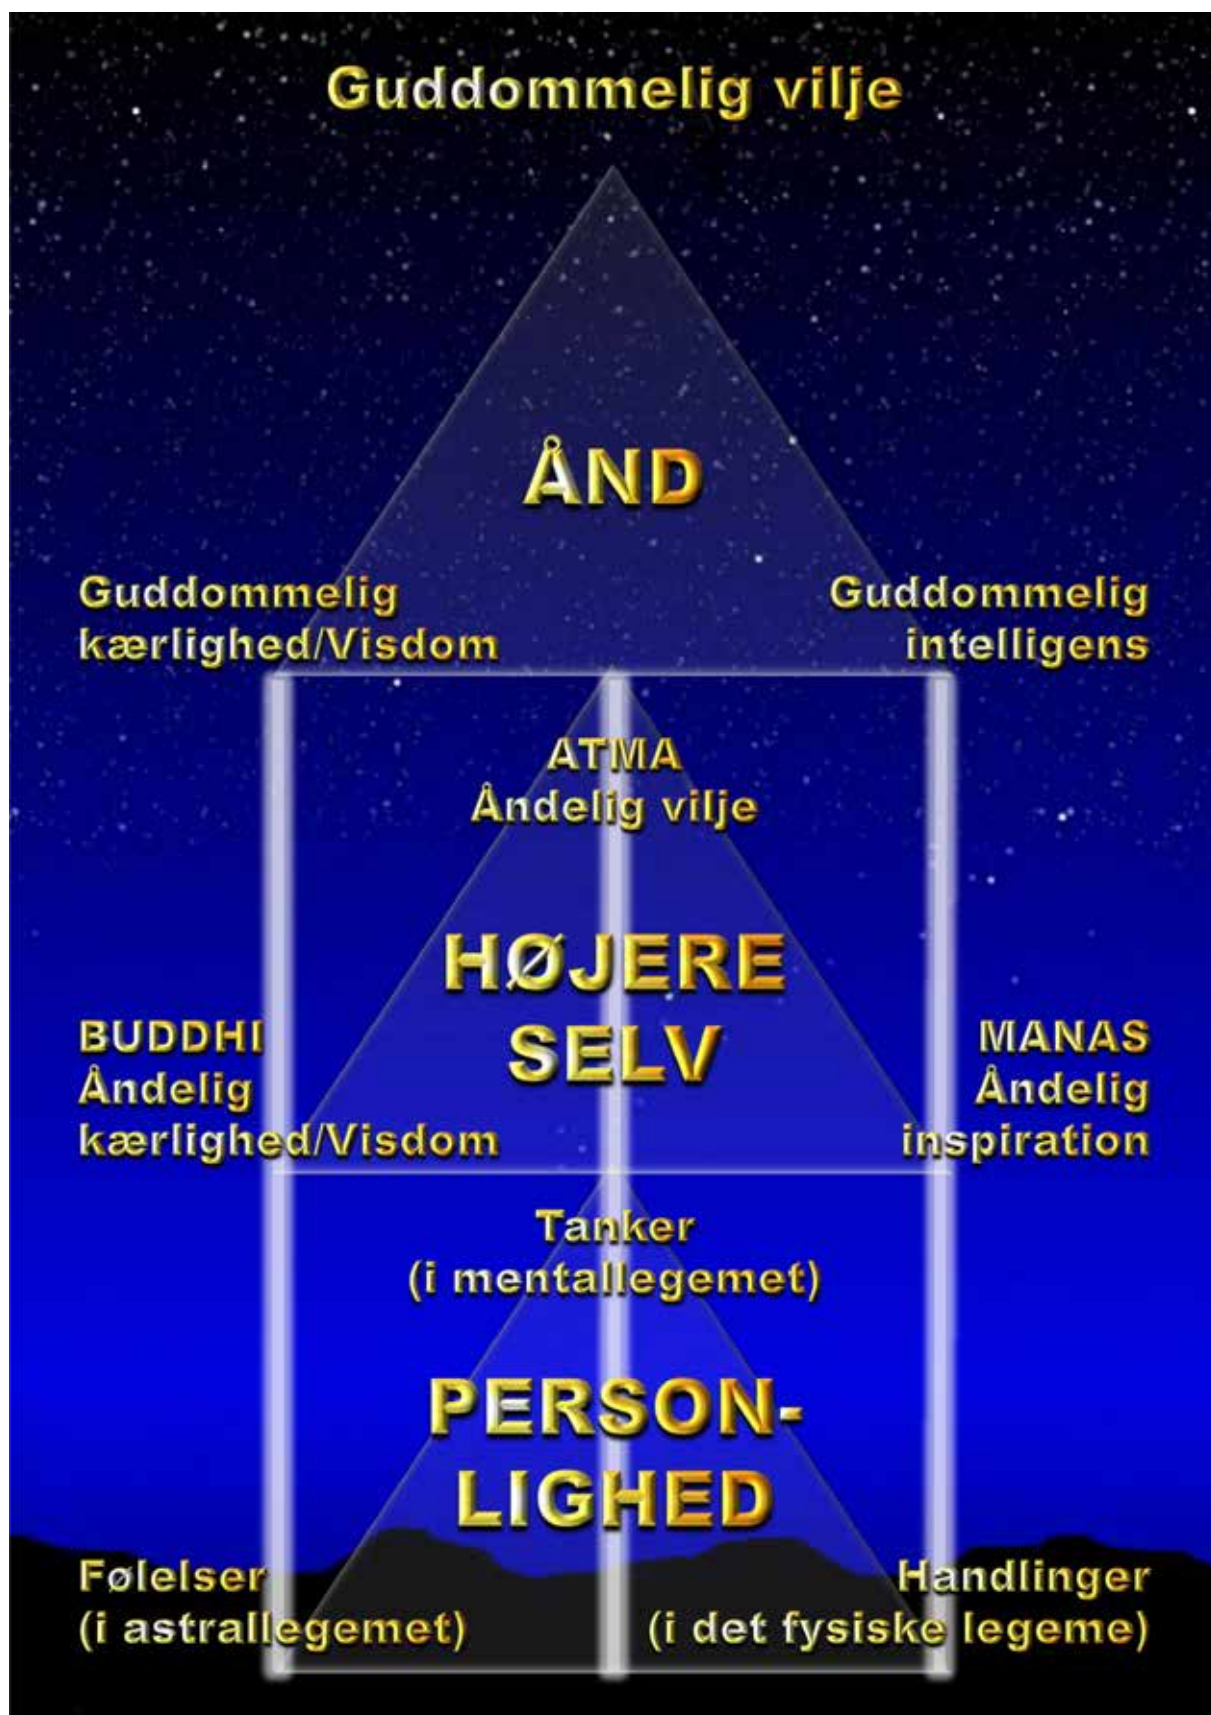 Guddommelig vilje
ÅND
Guddommelig
kærlighed/Visdom
Guddommelig
intelligens
ATMA
Åndelig vilje
HØJERE
SELV
BUDDHI
Åndelig
kærlighed/Visdom
MANAS
Åndelig
inspiration
Tanker
(i mentallegemet)
PERSON-
LIGHED
Følelser
(i astrallegemet)
Handlinger
(i det fysiske legeme)